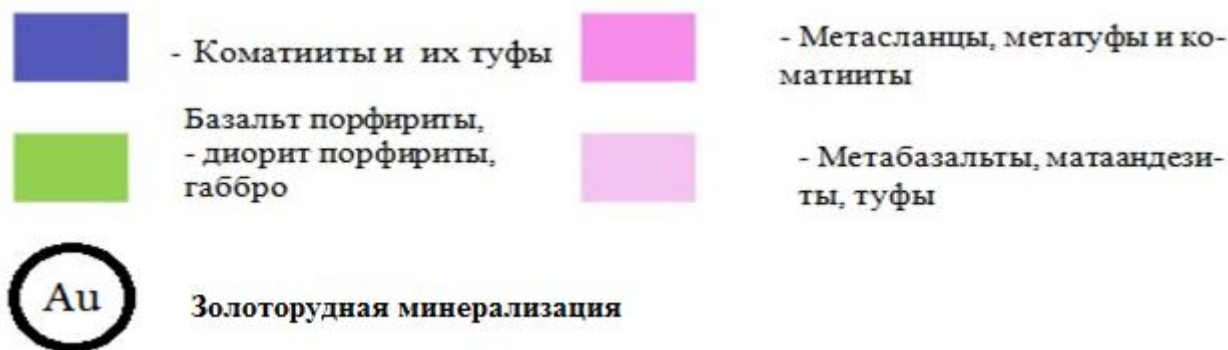 - Коматииты и их туфы
Базальт порфириты,
- диорит порфириты,
габбро
- Метасланцы, метатуфы и ко-
матииты
- Метабазальты, матаандези-
ты, туфы
Au
Золоторудная минерализация